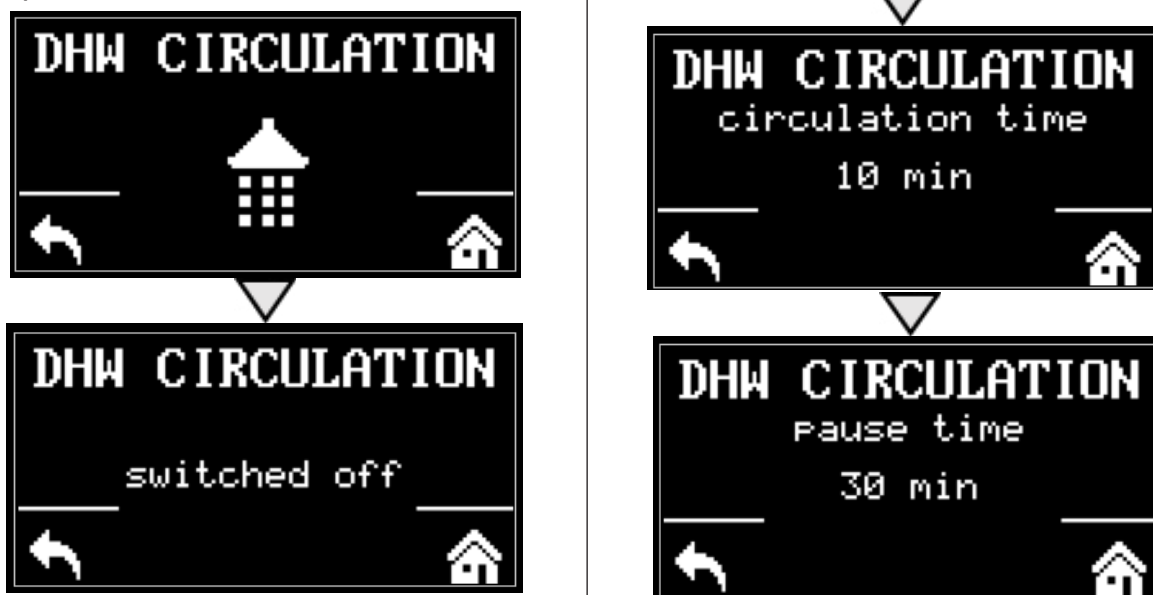 DHW CIRCULATION
DHW CIRCULATION
switched off
DHW CIRCULATION
circulation time
10 min
DHW CIRCULATION
pause time
30 min